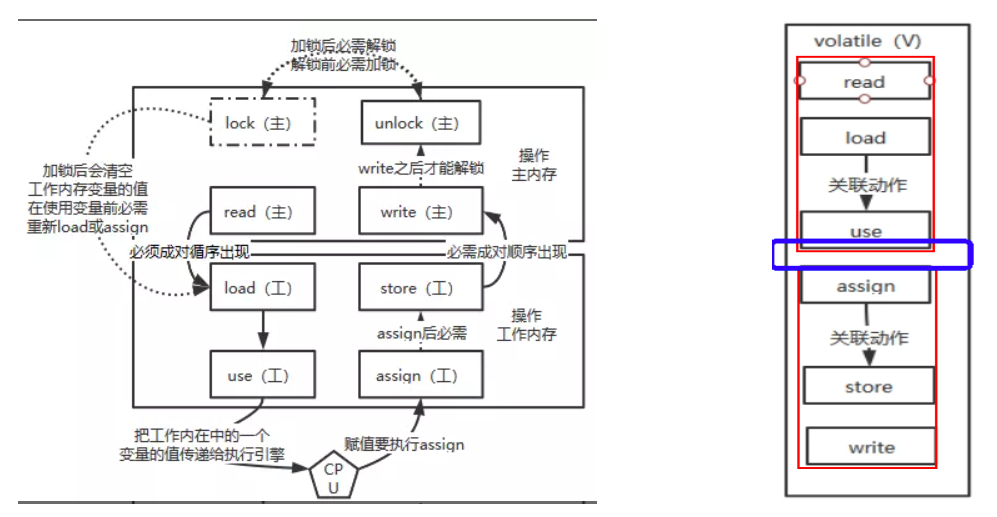 加锁后必需解锁
解锁前必需加锁
lock（主）
unlock（主）
操作
主内存
加锁后会清空
工作内存变量的值
在使用变量前必需
重新load或assign
write之后才能解锁
read（主）
write（主）
必须成对循序出现
必需成对顺序出现
load（工）
store（工）
操作
工作内存
assign后必需
use（工）
assign（工）
把工作内在中的一个
变量的值传递给执行引擎
赋值要执行assign
CP
U
volatile（V）
read
load
关联动作
use
assign
关联动作
store
write